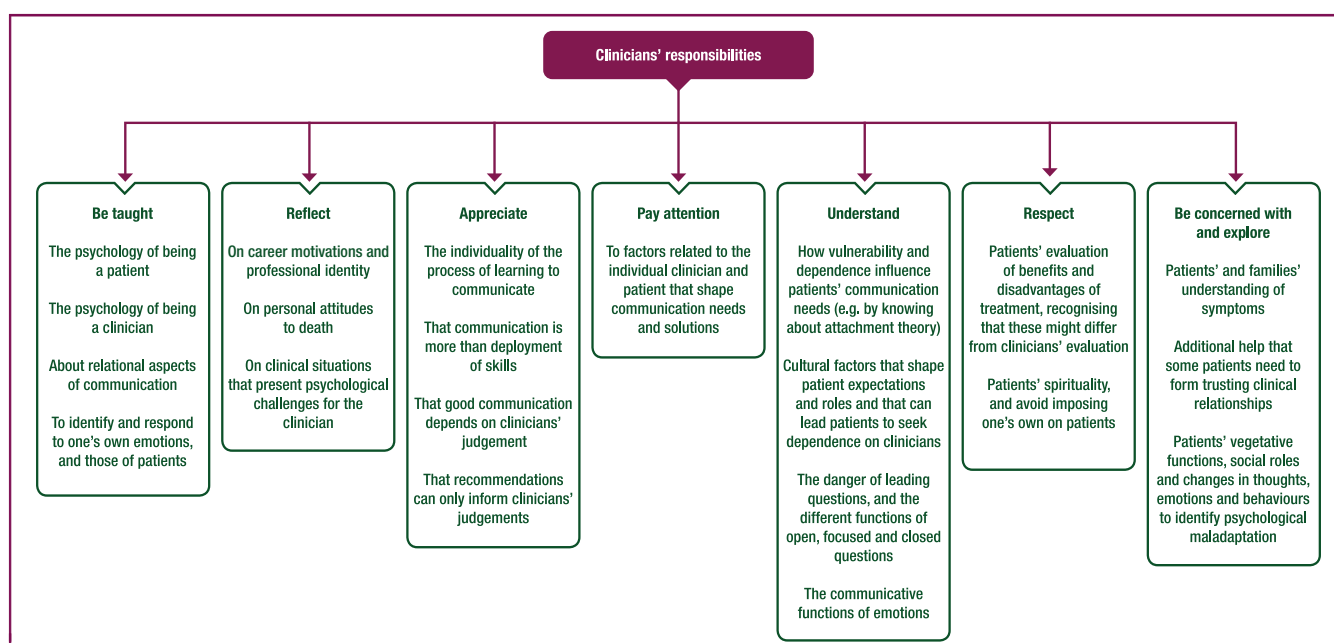 Clinicians’ responsibilities
Be taught
The psychology of being
a patient
The psychology of being
a clinician
About relational aspects
of communication
To identify and respond
to one’s own emotions,
and those of patients
Reflect
On career motivations and
professional identity
On personal attitudes
to death
On clinical situations
that present psychological
challenges for the
clinician
Appreciate
The individuality of the
process of learning to
communicate
That communication is
more than deployment
of skills
That good communication
depends on clinicians’
judgement
That recommendations
can only inform clinicians’
judgements
Pay attention
To factors related to the
individual clinician and
patient that shape
communication needs
and solutions
Understand
How vulnerability and
dependence influence
patients’ communication
needs (e.g. by knowing
about attachment theory)
Cultural factors that shape
patient expectations
and roles and that can
lead patients to seek
dependence on clinicians
The danger of leading
questions, and the
different functions of
open, focused and closed
questions
The communicative
functions of emotions
Respect
Patients’ evaluation
of benefits and
disadvantages of
treatment, recognising
that these might differ
from clinicians’ evaluation
Patients’ spirituality,
and avoid imposing
one’s own on patients
Be concerned with
and explore
Patients’ and families’
understanding of
symptoms
Additional help that
some patients need to
form trusting clinical
relationships
Patients’ vegetative
functions, social roles
and changes in thoughts,
emotions and behaviours
to identify psychological
maladaptation